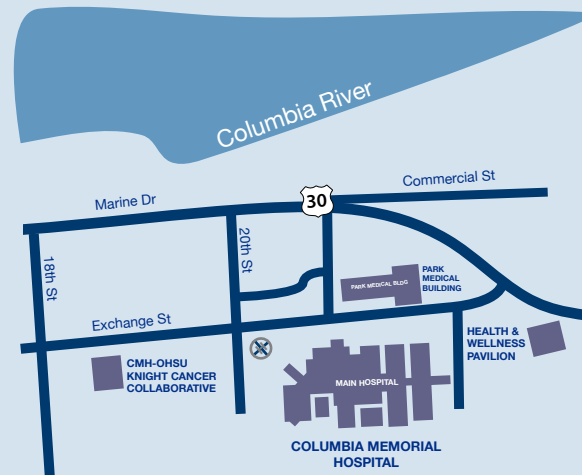 Columbia River
Commercial St
Marine Dr
30
18th St
20th St
PARK MEDICAL BLDG
PARK
MEDICAL
BUILDING
Exchange St
HEALTH &
WELLNESS
PAVILION
CMH-OHSU
KNIGHT CANCER
COLLABORATIVE
MAIN HOSPITAL
COLUMBIA MEMORIAL
HOSPITAL